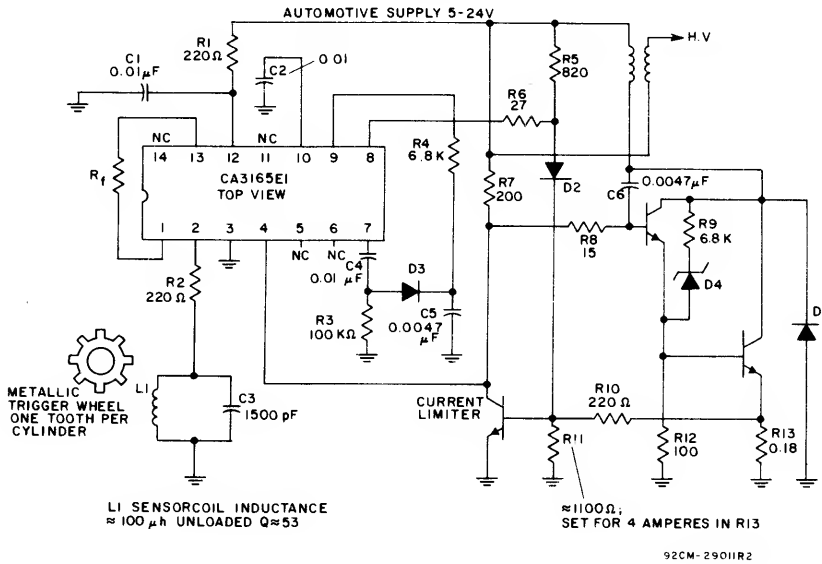 AUTOMOTIVE SUPPLY 5-24V
H.V
C1
0.01µF
R1
220Ω
C2
0.01
R5
820
R6
27
R4
6.8K
NC
NC
14
13
12
11
10
9
8
CA3165E1
TOP VIEW
Rf
1
2
3
4
5
6
7
NC
NC
D2
R7
200
C6
0.0047µF
R8
15
R9
6.8K
D4
D
R2
220Ω
C4
0.01 µF
D3
C5
0.0047
µF
R3
100KΩ
METALLIC
TRIGGER WHEEL
ONE TOOTH PER
CYLINDER
L1
C3
1500pF
CURRENT
LIMITER
R10
220Ω
R11
R12
100
R13
0.18
L1 SENSORCOIL INDUCTANCE
≈100µh UNLOADED Q≈53
≈1100Ω;
SET FOR 4 AMPERES IN R13
92CM-29011R2